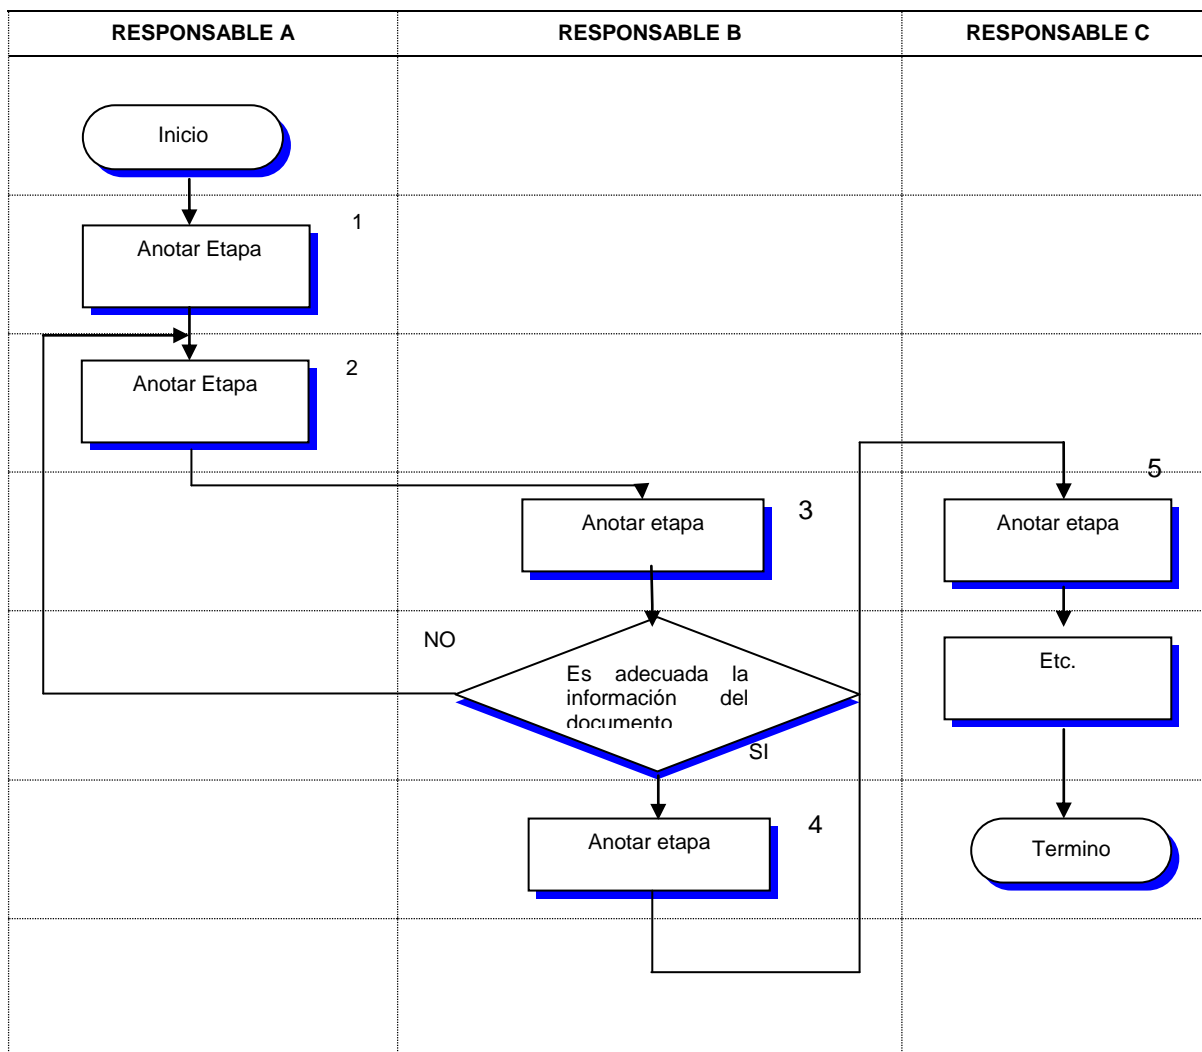 RESPONSABLE A
RESPONSABLE B
RESPONSABLE C
Inicio
1
Anotar Etapa
2
Anotar Etapa
3
Anotar etapa
5
Anotar etapa
NO
Es adecuada la
información del
documento
SI
Etc.
4
Anotar etapa
Termino